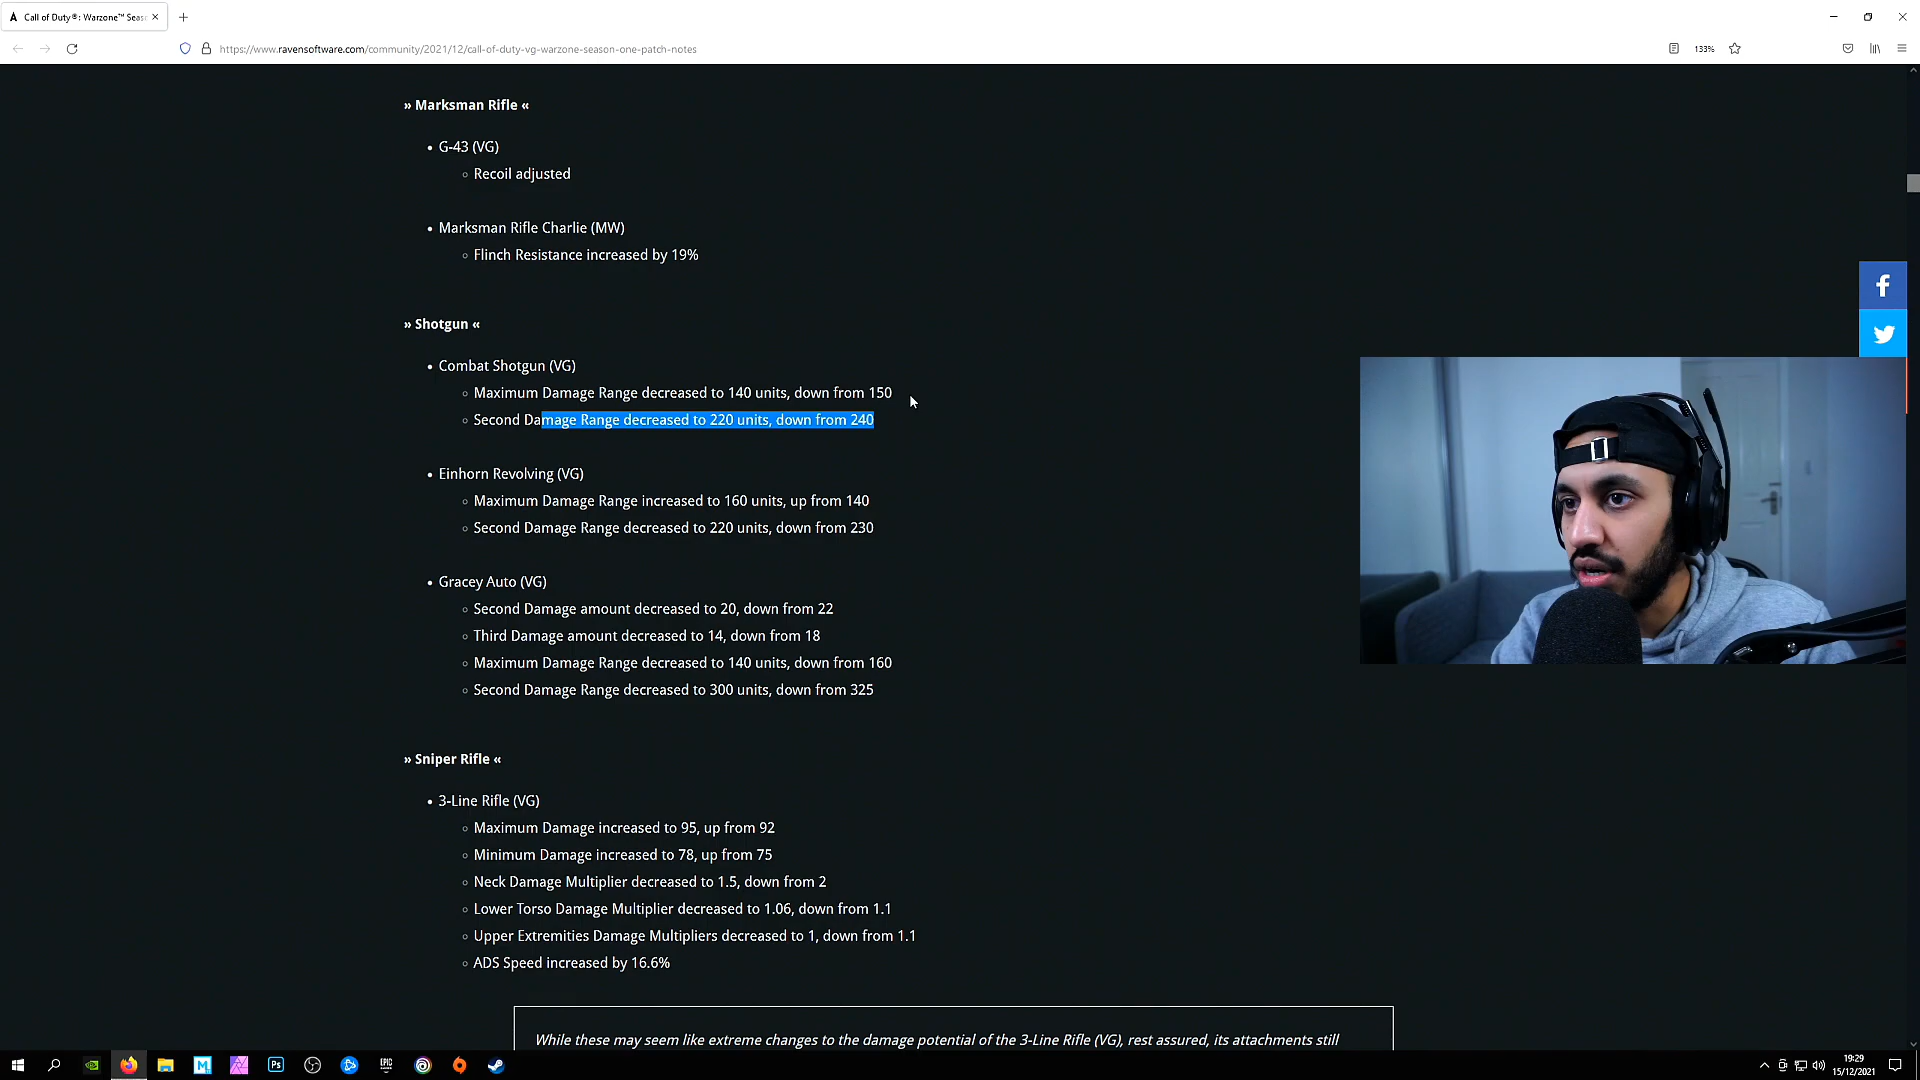 Call of Duty®: Warzone™ Seas
https://www.ravensoftware.com/community/2021/12/call-of-duty-vg-warzone-season-one-patch-notes
133%
» Marksman Rifle «
• G-43 (VG)
◦ Recoil adjusted
• Marksman Rifle Charlie (MW)
◦ Flinch Resistance increased by 19%
» Shotgun «
• Combat Shotgun (VG)
◦ Maximum Damage Range decreased to 140 units, down from 150
◦ Second Damage Range decreased to 220 units, down from 240
• Einhorn Revolving (VG)
◦ Maximum Damage Range increased to 160 units, up from 140
◦ Second Damage Range decreased to 220 units, down from 230
• Gracey Auto (VG)
◦ Second Damage amount decreased to 20, down from 22
◦ Third Damage amount decreased to 14, down from 18
◦ Maximum Damage Range decreased to 140 units, down from 160
◦ Second Damage Range decreased to 300 units, down from 325
» Sniper Rifle «
• 3-Line Rifle (VG)
◦ Maximum Damage increased to 95, up from 92
◦ Minimum Damage increased to 78, up from 75
◦ Neck Damage Multiplier decreased to 1.5, down from 2
◦ Lower Torso Damage Multiplier decreased to 1.06, down from 1.1
◦ Upper Extremities Damage Multipliers decreased to 1, down from 1.1
◦ ADS Speed increased by 16.6%
While these may seem like extreme changes to the damage potential of the 3-Line Rifle (VG), rest assured, its attachments still
Ps
EPIC
19:29
15/12/2021